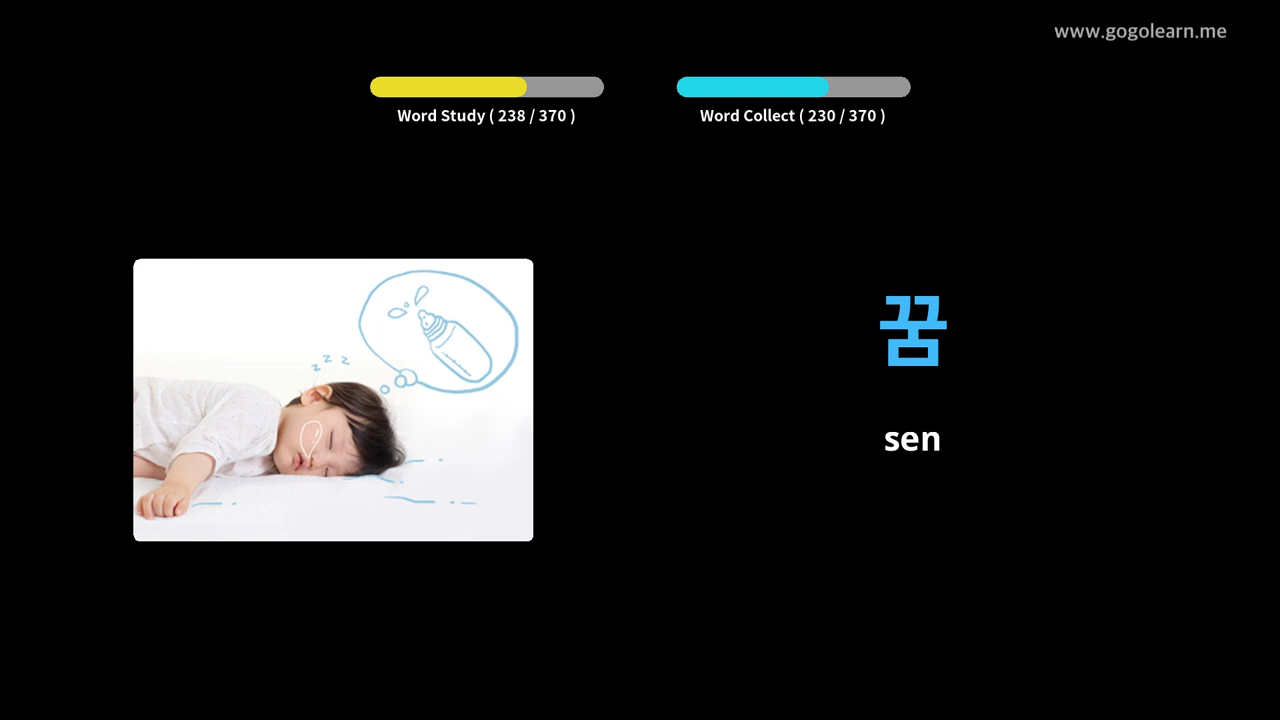 www.gogolearn.me
Word Study ( 238 / 370 )
Word Collect ( 230 / 370 )
z z z
꿈
sen